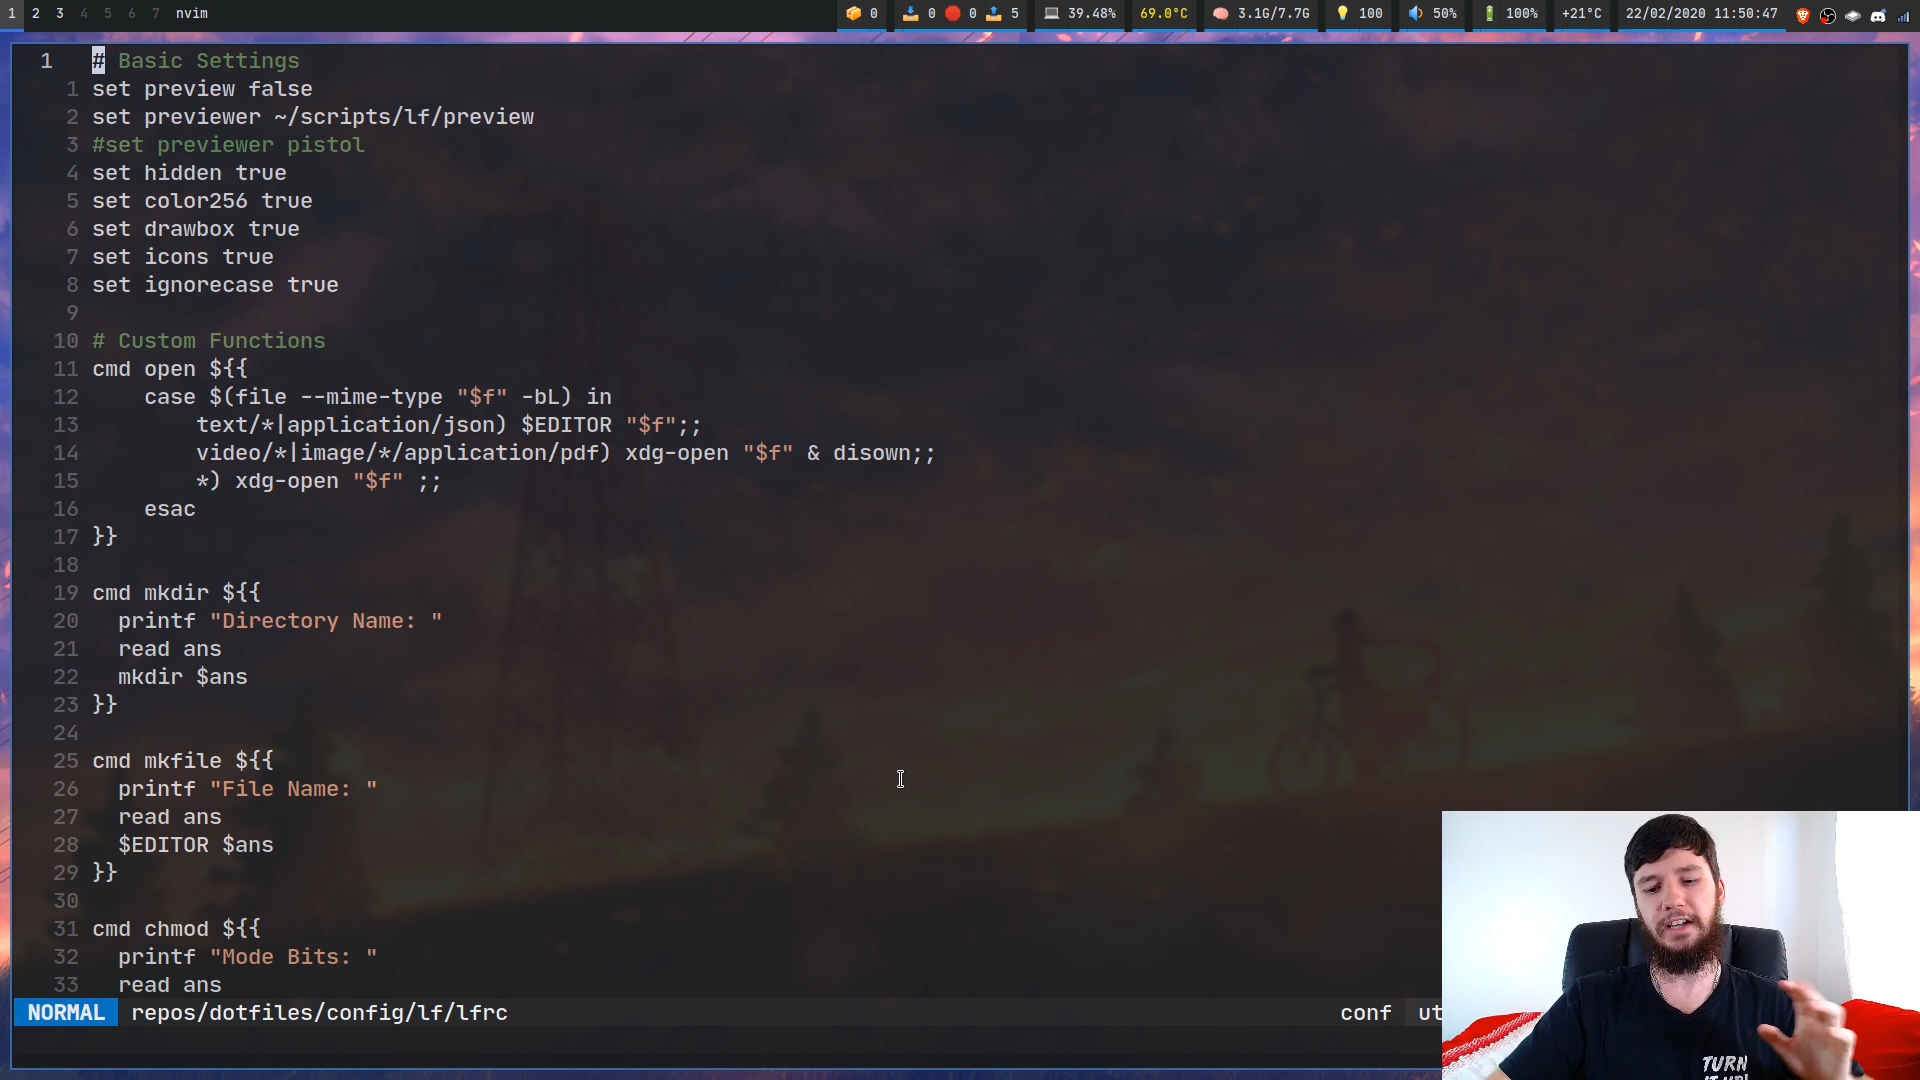 1 2 3 4 5 6 7 nvim 0 0 0 5 39.48% 69.0°C 3.1G/7.7G 100 50% 100% +21°C 22/02/2020 11:50:47
1 # Basic Settings
1 set preview false
2 set previewer ~/scripts/lf/preview
3 #set previewer pistol
4 set hidden true
5 set color256 true
6 set drawbox true
7 set icons true
8 set ignorecase true
9
10 # Custom Functions
11 cmd open ${{
12 case $(file --mime-type "$f" -bL) in
13 text/*|application/json) $EDITOR "$f";;
14 video/*|image/*/application/pdf) xdg-open "$f" & disown;;
15 *) xdg-open "$f" ;;
16 esac
17 }}
18
19 cmd mkdir ${{
20 printf "Directory Name: "
21 read ans
22 mkdir $ans
23 }}
24
25 cmd mkfile ${{
26 printf "File Name: "
27 read ans
28 $EDITOR $ans
29 }}
30
31 cmd chmod ${{
32 printf "Mode Bits: "
33 read ans
NORMAL repos/dotfiles/config/lf/lfrc conf ut
TURN